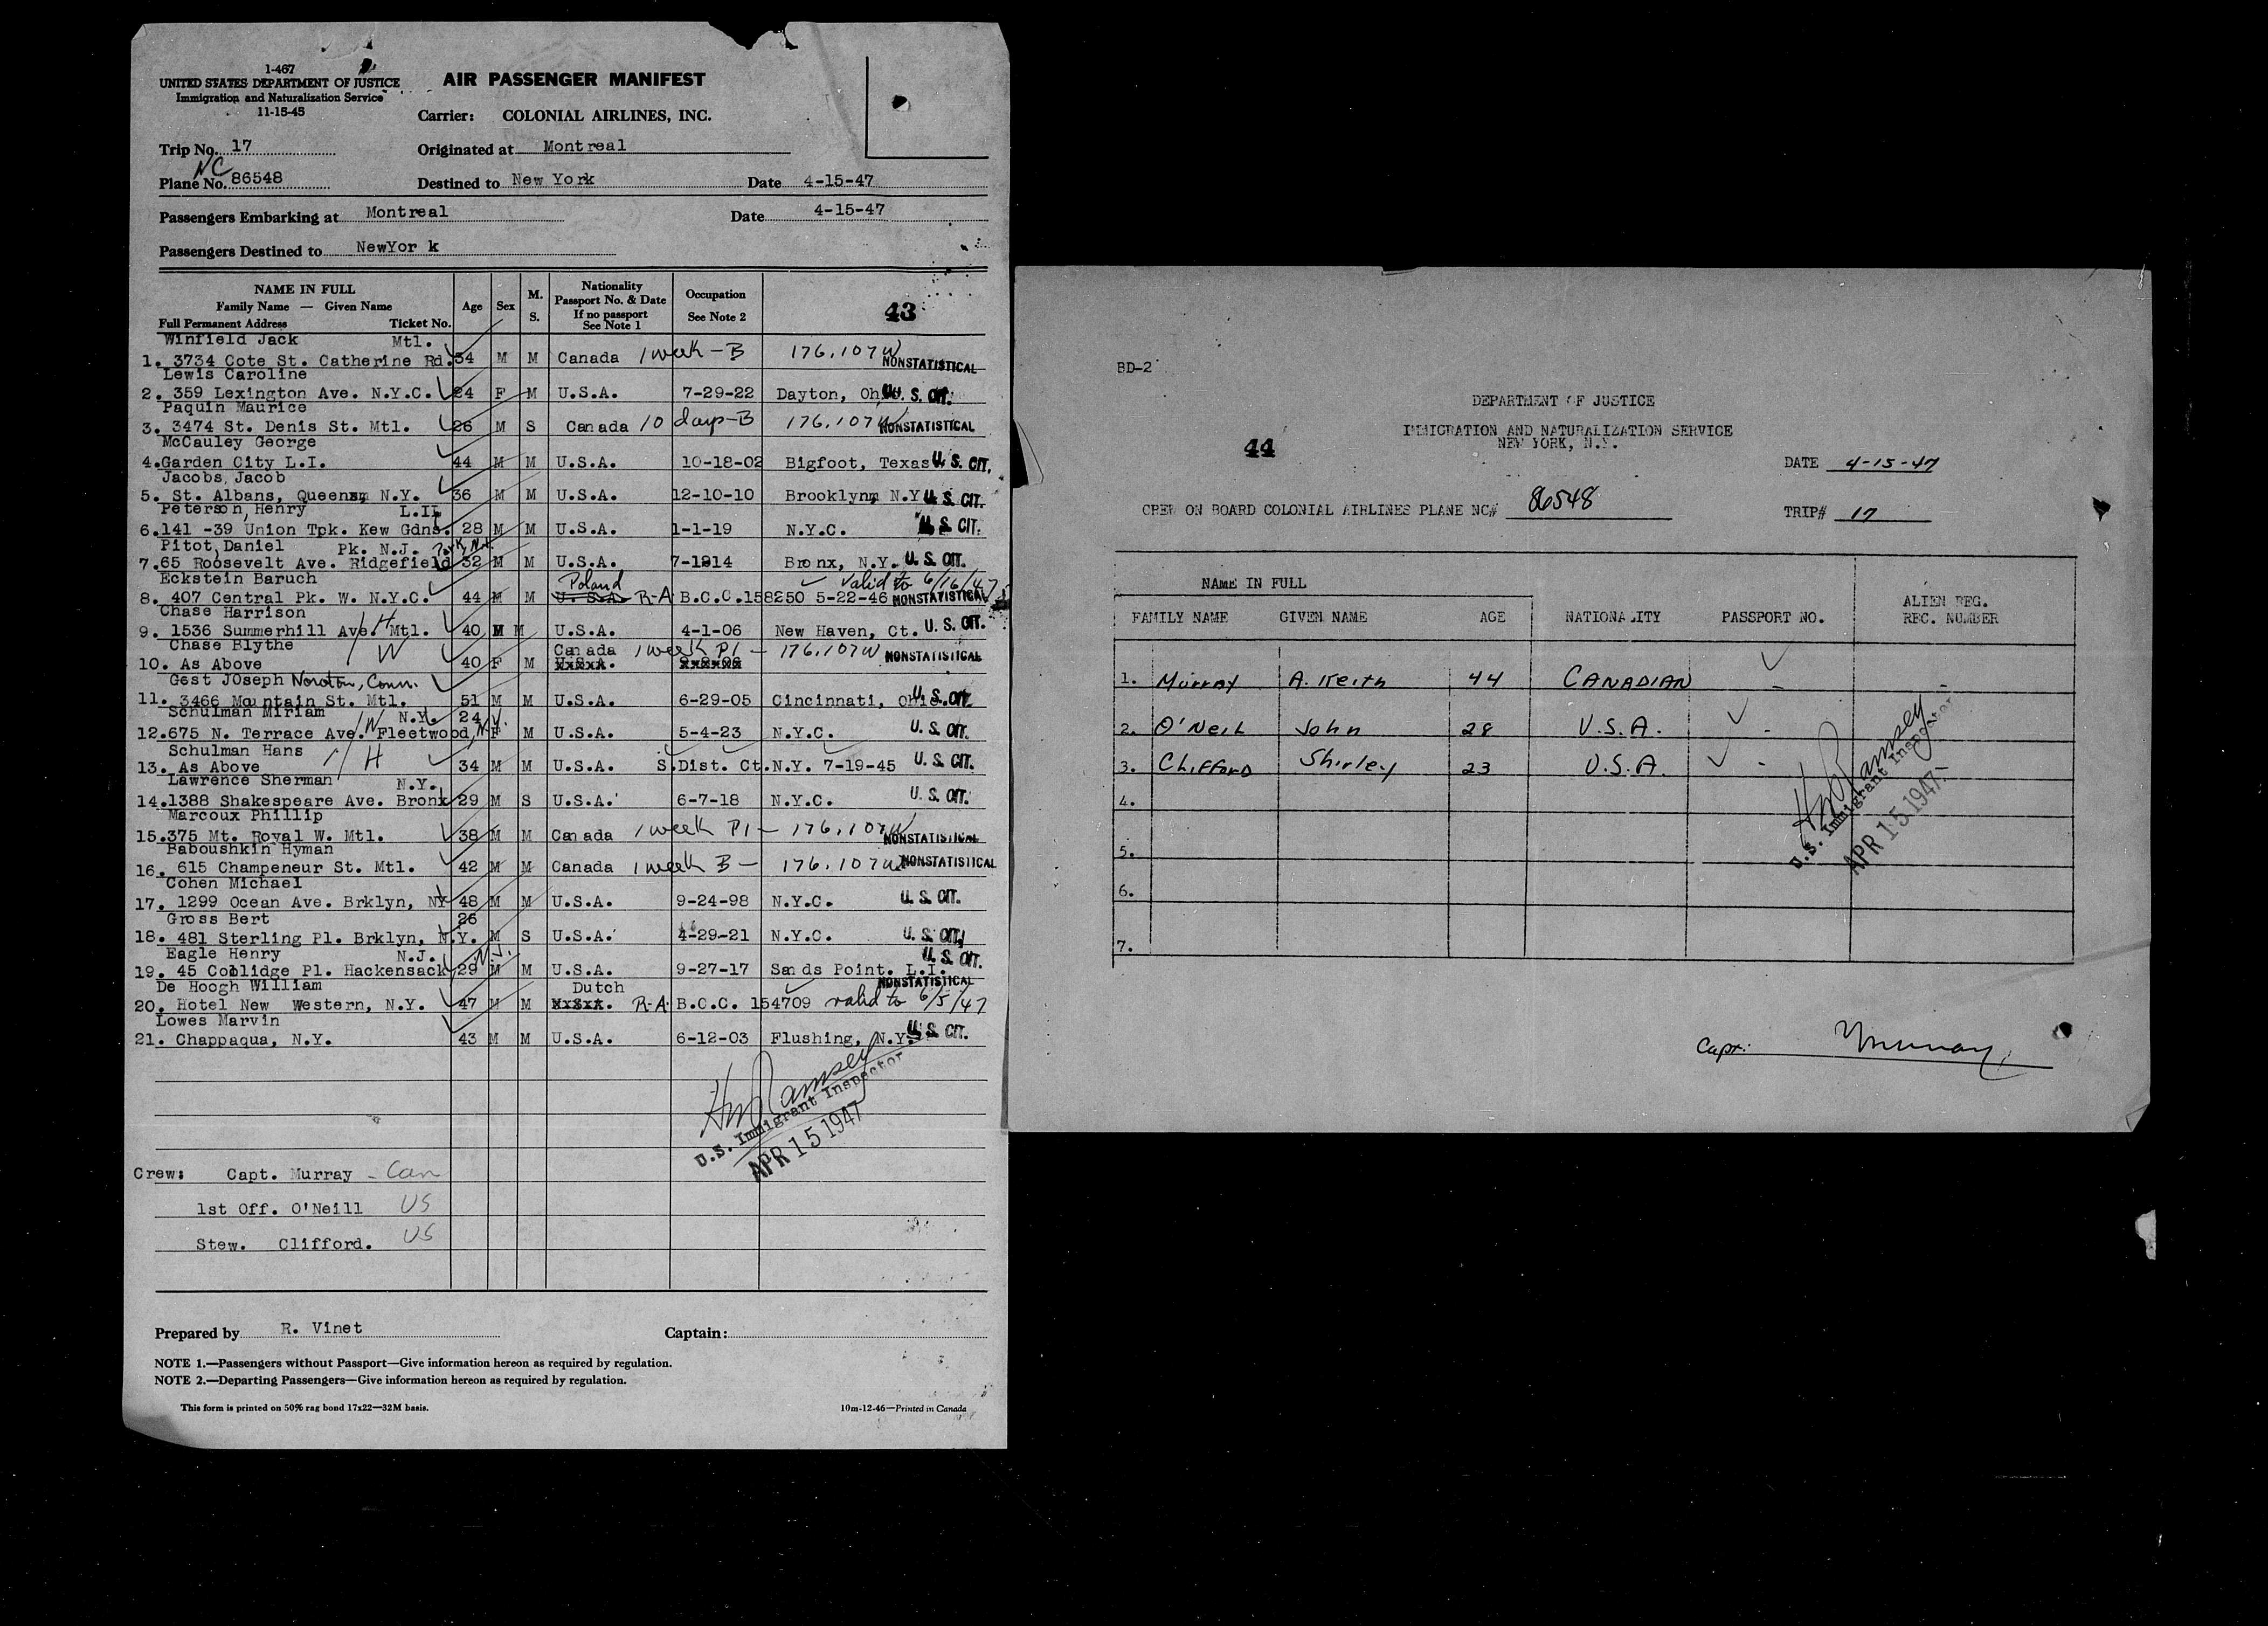 1-467
UNITED STATES DEPARTMENT OF JUSTICE
Immigration and Naturalization Service
11-15-45
AIR PASSENGER MANIFEST
Carrier: COLONIAL AIRLINES, INC.
Trip No. 17
Originated at Montreal
NC
Plane No. 86548
Destined to New York Date 4-15-47
Passengers Embarking at Montreal Date 4-15-47
Passengers Destined to NewYor k
NAME IN FULL
Family Name — Given Name
Full Permanent Address Ticket No.
Age
Sex
M. S.
Nationality
Passport No. & Date
If no passport
See Note 1
Occupation
See Note 2
43
Winfield Jack Mtl.
1. 3734 Cote St. Catherine Rd. 34 M M Canada 1 week - B 176.107W NONSTATISTICAL
Lewis Caroline
2. 359 Lexington Ave. N.Y.C. 24 F M U.S.A. 7-29-22 Dayton, Oh U. S. CIT.
Paquin Maurice
3. 3474 St. Denis St. Mtl. 26 M S Canada 10 days-B 176.107W NONSTATISTICAL
McCauley George
4.Garden City L.I. 44 M M U.S.A. 10-18-02 Bigfoot, Texas U. S. CIT.
Jacobs, Jacob
5. St. Albans, Queens, N.Y. 36 M M U.S.A. 12-10-10 Brooklyn, N.Y. U. S. CIT.
Peterson, Henry L.I.
6.141 -39 Union Tpk. Kew Gdns. 28 M M U.S.A. 1-1-19 N.Y.C. U. S. CIT.
Pitot, Daniel Pk. N.J.
7.65 Roosevelt Ave. Ridgefield 32 M M U.S.A. 7-1914 Bronx, N.Y. U. S. CIT.
Eckstein Baruch Poland valid to 6/16/47
8. 407 Central Pk. W. N.Y.C. 44 M M U.S.A. R-A B.C.C.158250 5-22-46 NONSTATISTICAL
Chase Harrison
9. 1536 Summerhill Ave. Mtl. H 40 M M U.S.A. 4-1-06 New Haven, Ct. U. S. CIT.
Chase Blythe W Canada 1 week P1 - 176.107W NONSTATISTICAL
10. As Above 40 F M
Gest JOseph Noroton, Conn.
11. 3466 Mountain St. Mtl. 51 M M U.S.A. 6-29-05 Cincinnati, Ohio U. S. CIT.
Schulman Miriam W N.Y. 24 N.Y.
12.675 N. Terrace Ave. Fleetwood, F M U.S.A. 5-4-23 N.Y.C. U. S. CIT.
Schulman Hans H
13. As Above 34 M M U.S.A. S.Dist. Ct.N.Y. 7-19-45 U. S. CIT.
Lawrence Sherman N.Y.
14.1388 Shakespeare Ave. Bronx 29 M S U.S.A. 6-7-18 N.Y.C. U. S. CIT.
Marcoux Phillip
15.375 Mt. Royal W. Mtl. 38 M M Canada 1 week P1 - 176.107W NONSTATISTICAL
Baboushkin Hyman
16. 615 Champeneur St. Mtl. 42 M M Canada 1 week B - 176.107W NONSTATISTICAL
Cohen Michael
17. 1299 Ocean Ave. Brklyn, NY 48 M M U.S.A. 9-24-98 N.Y.C. U. S. CIT.
Gross Bert 26
18. 481 Sterling Pl. Brklyn, N.Y. M S U.S.A. 4-29-21 N.Y.C. U. S. CIT.
Eagle Henry N.J. N.J.
19. 45 Coolidge Pl. Hackensack 29 M M U.S.A. 9-27-17 Sands Point. L.I. U. S. CIT.
De Hoogh William Dutch NONSTATISTICAL
20. Hotel New Western, N.Y. 47 M M R-A B.C.C. 154709 valid to 6/5/47
Lowes Marvin
21. Chappaqua, N.Y. 43 M M U.S.A. 6-12-03 Flushing, N.Y. U. S. CIT.
Ramsey
U.S. Immigrant Inspector
APR 15 1947
Crew: Capt. Murray - Can
1st Off. O'Neill US
Stew. Clifford. US
Prepared by R. Vinet Captain:
NOTE 1.—Passengers without Passport—Give information hereon as required by regulation.
NOTE 2.—Departing Passengers—Give information hereon as required by regulation.
This form is printed on 50% rag bond 17x22—32M basis. 10m-12-46—Printed in Canada
BD-2
DEPARTMENT OF JUSTICE
IMMIGRATION AND NATURALIZATION SERVICE
NEW YORK, N.Y.
44
DATE 4-15-47
CREW ON BOARD COLONIAL AIRLINES PLANE NC# 86548 TRIP# 17
NAME IN FULL
FAMILY NAME GIVEN NAME AGE NATIONALITY PASSPORT NO. ALIEN REG. REC. NUMBER
1. Murray A. Keith 44 CANADIAN - -
2. O'Neil John 28 U.S.A. -
3. Clifford Shirley 23 U.S.A. -
4.
5.
6.
7.
Ramsey
U.S. Immigrant Inspector
APR 15 1947
Capt: Murray